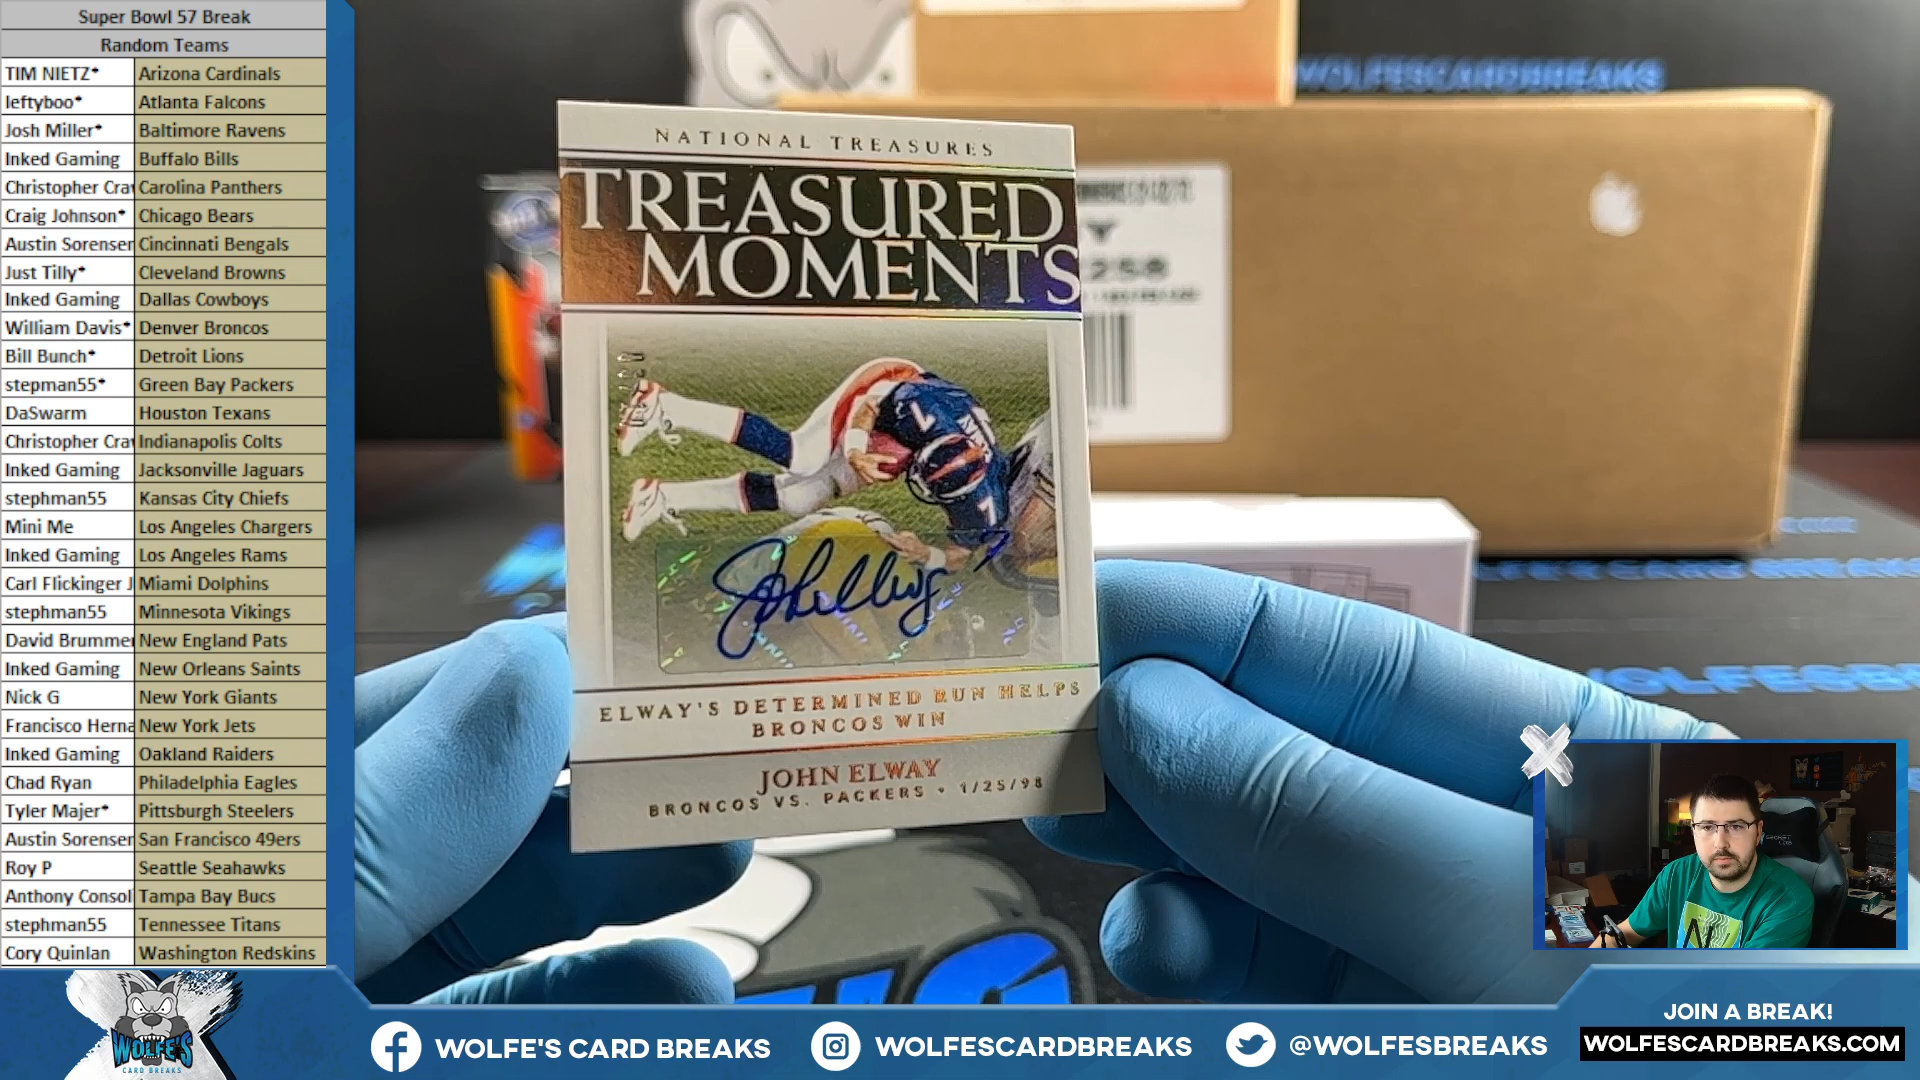 Super Bowl 57 Break
Random Teams
TIM NIETZ* Arizona Cardinals
leftyboo* Atlanta Falcons
Josh Miller* Baltimore Ravens
Inked Gaming Buffalo Bills
Christopher Cra Carolina Panthers
Craig Johnson* Chicago Bears
Austin Sorensen Cincinnati Bengals
Just Tilly* Cleveland Browns
Inked Gaming Dallas Cowboys
William Davis* Denver Broncos
Bill Bunch* Detroit Lions
stepman55* Green Bay Packers
DaSwarm Houston Texans
Christopher Cra Indianapolis Colts
Inked Gaming Jacksonville Jaguars
stephman55 Kansas City Chiefs
Mini Me Los Angeles Chargers
Inked Gaming Los Angeles Rams
Carl Flickinger J Miami Dolphins
stephman55 Minnesota Vikings
David Brummer New England Pats
Inked Gaming New Orleans Saints
Nick G New York Giants
Francisco Herna New York Jets
Inked Gaming Oakland Raiders
Chad Ryan Philadelphia Eagles
Tyler Majer* Pittsburgh Steelers
Austin Sorensen San Francisco 49ers
Roy P Seattle Seahawks
Anthony Consol Tampa Bay Bucs
stephman55 Tennessee Titans
Cory Quinlan Washington Redskins
WOLFESCARDBREAKS
NATIONAL TREASURES
TREASURED
MOMENTS
7
7
John Elway 7
ELWAY'S DETERMINED RUN HELPS
BRONCOS WIN
JOHN ELWAY
BRONCOS VS. PACKERS • 1/25/98
WOLFE'S
CARD BREAKS
WOLFE'S CARD BREAKS
WOLFESCARDBREAKS
@WOLFESBREAKS
JOIN A BREAK!
WOLFESCARDBREAKS.COM